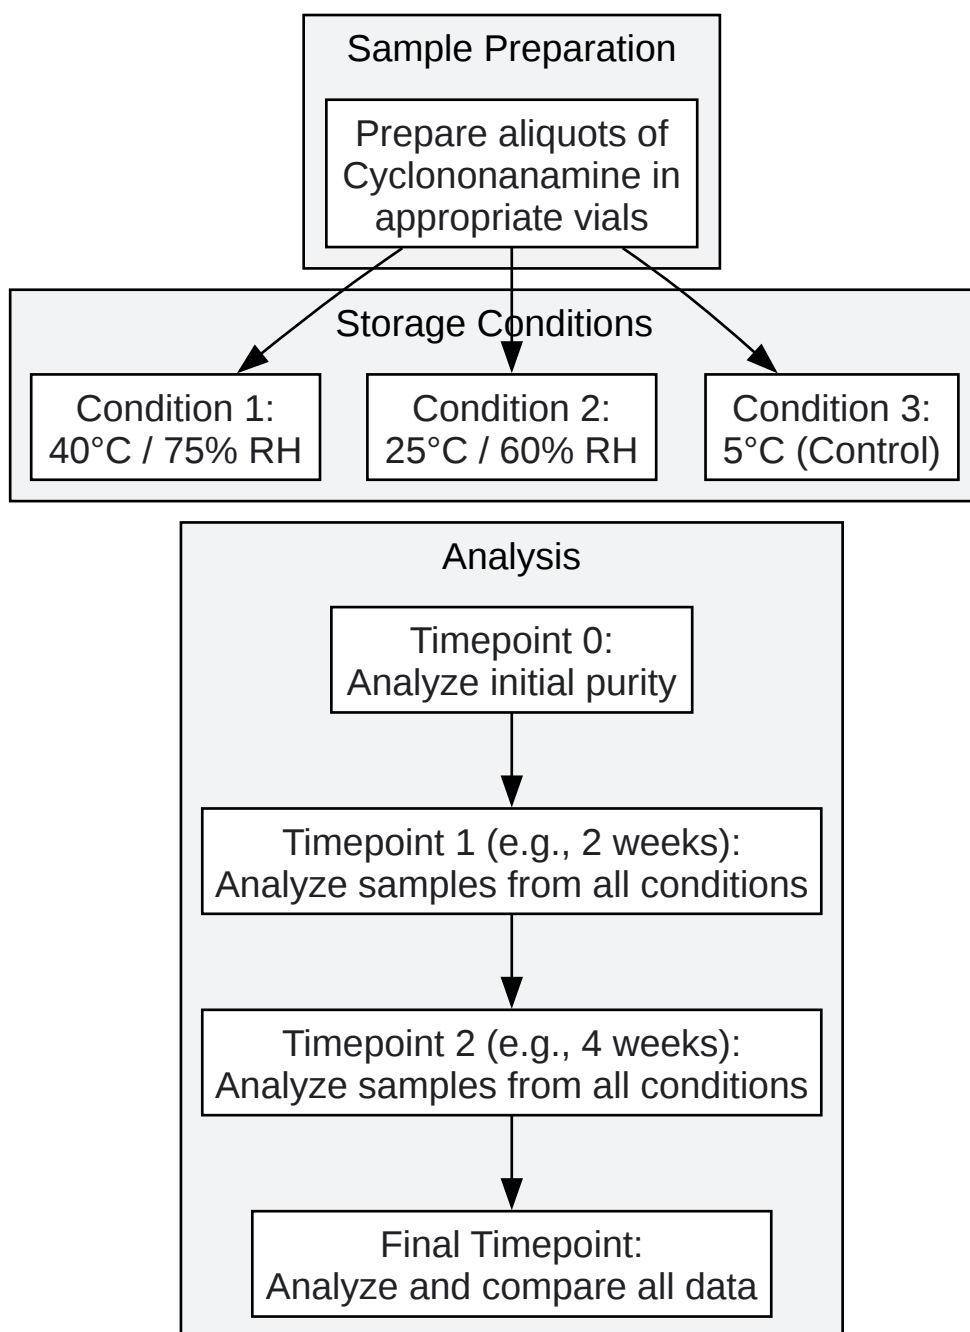 Sample Preparation
Prepare aliquots of
Cyclononanamine in
appropriate vials
Storage Conditions
Condition 1:
40°C / 75% RH
Condition 2:
25°C / 60% RH
Condition 3:
5°C (Control)
Analysis
Timepoint 0:
Analyze initial purity
Timepoint 1 (e.g., 2 weeks):
Analyze samples from all conditions
Timepoint 2 (e.g., 4 weeks):
Analyze samples from all conditions
Final Timepoint:
Analyze and compare all data